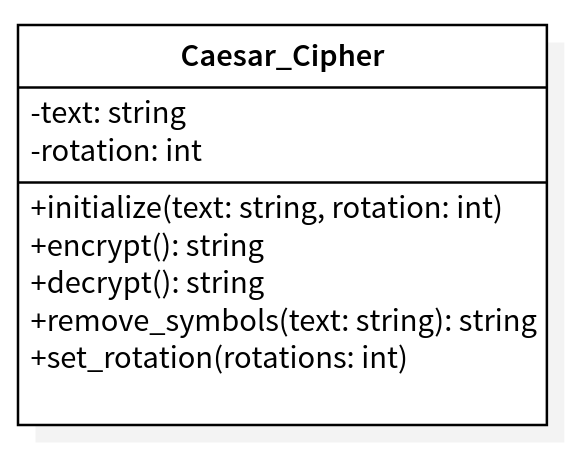 Caesar_Cipher
-text: string
-rotation: int
+initialize(text: string, rotation: int)
+encrypt(): string
+decrypt(): string
+remove_symbols(text: string): string
+set_rotation(rotations: int)